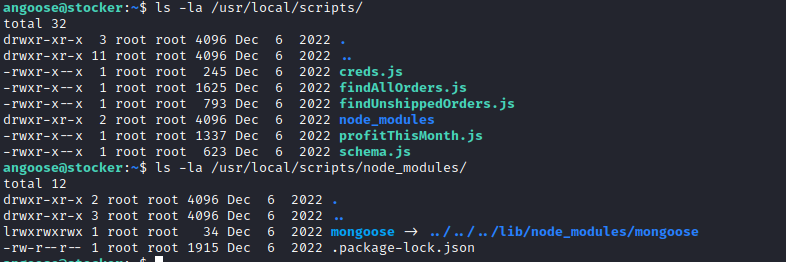 angoose@stocker:~$ ls -la /usr/local/scripts/
total 32
drwxr-xr-x  3 root root 4096 Dec  6  2022 .
drwxr-xr-x 11 root root 4096 Dec  6  2022 ..
-rwxr-x--x  1 root root  245 Dec  6  2022 creds.js
-rwxr-x--x  1 root root 1625 Dec  6  2022 findAllOrders.js
-rwxr-x--x  1 root root  793 Dec  6  2022 findUnshippedOrders.js
drwxr-xr-x  2 root root 4096 Dec  6  2022 node_modules
-rwxr-x--x  1 root root 1337 Dec  6  2022 profitThisMonth.js
-rwxr-x--x  1 root root  623 Dec  6  2022 schema.js
angoose@stocker:~$ ls -la /usr/local/scripts/node_modules/
total 12
drwxr-xr-x 2 root root 4096 Dec  6  2022 .
drwxr-xr-x 3 root root 4096 Dec  6  2022 ..
lrwxrwxrwx 1 root root   34 Dec  6  2022 mongoose -> ../../../lib/node_modules/mongoose
-rw-r--r-- 1 root root 1915 Dec  6  2022 .package-lock.json
angoose@stocker:~$